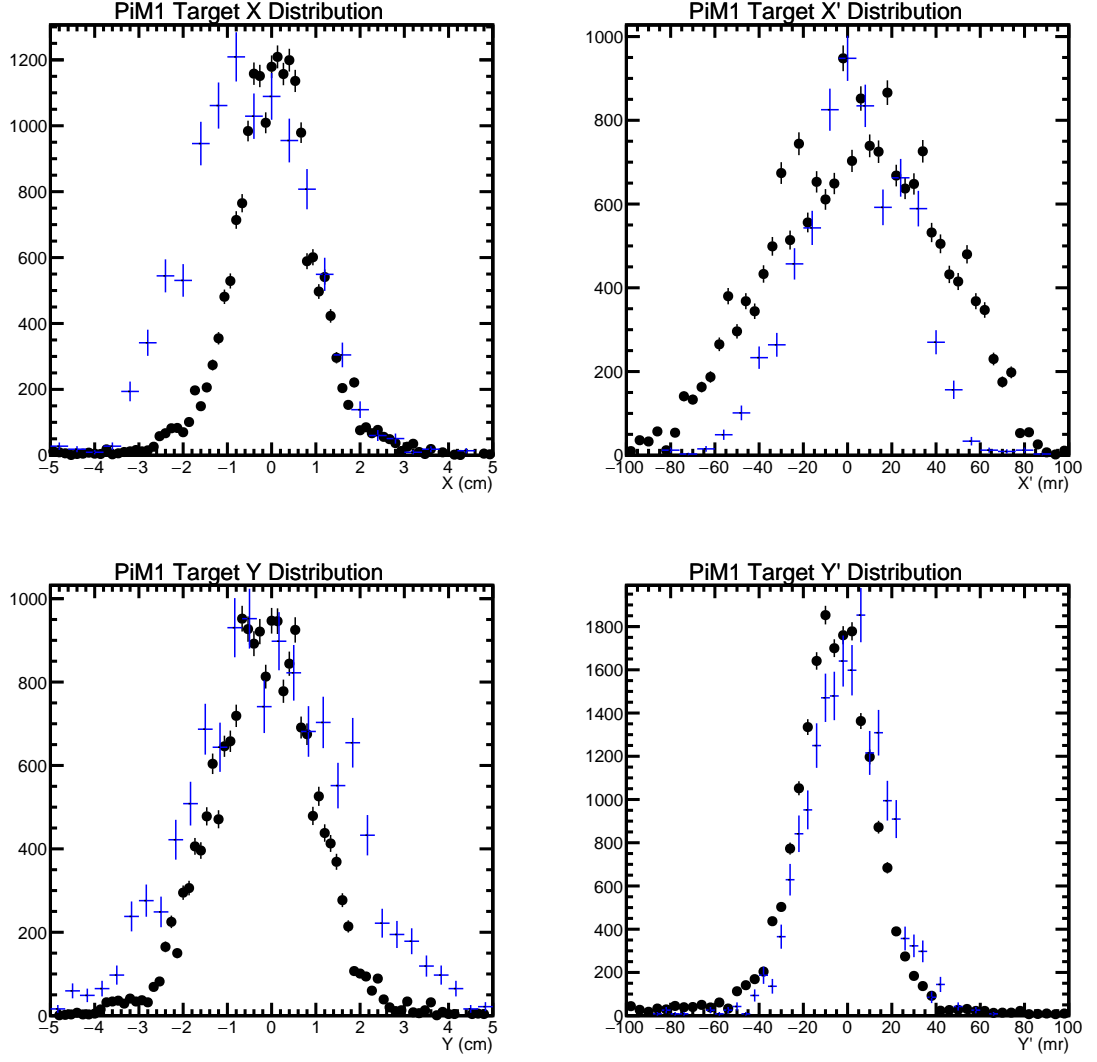 PiM1 Target X Distribution
1200
1000
800
600
400
200
0
−5 −4 −3 −2 −1 0 1 2 3 4 5
X (cm)
PiM1 Target X' Distribution
1000
800
600
400
200
0
−100 −80 −60 −40 −20 0 20 40 60 80 100
X' (mr)
PiM1 Target Y Distribution
1000
800
600
400
200
0
−5 −4 −3 −2 −1 0 1 2 3 4 5
Y (cm)
PiM1 Target Y' Distribution
1800
1600
1400
1200
1000
800
600
400
200
0
−100 −80 −60 −40 −20 0 20 40 60 80 100
Y' (mr)